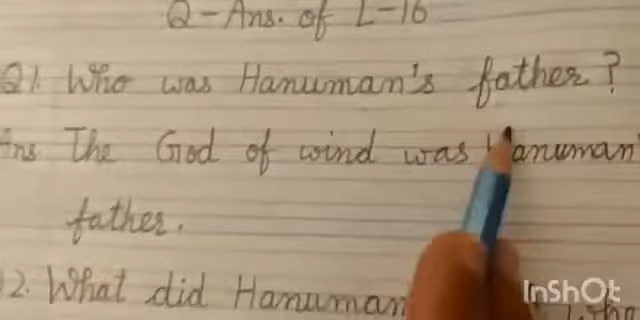 Q-Ans. of L-16
Q1. Who was Hanuman's father?
Ans The God of wind was Hanuman'
father.
2. What did Hanuman
InShOt